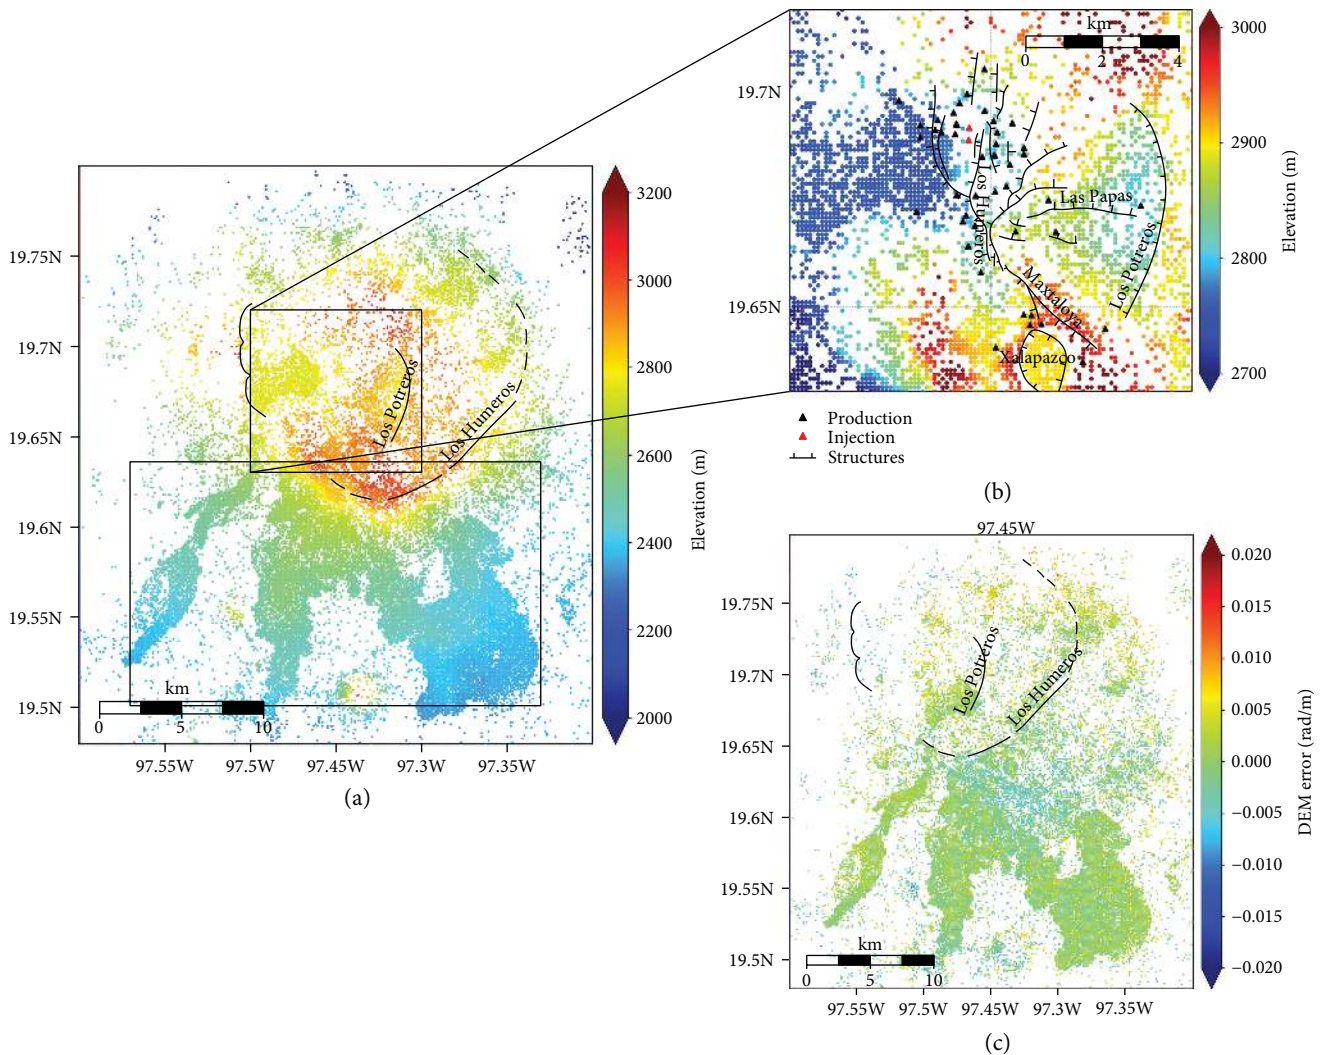 19.75N
19.7N
19.65N
19.6N
19.55N
19.5N
Los Potreros
Los Humeros
km
0 5 10
97.55W 97.5W 97.45W 97.3W 97.35W
3200
3000
2800
2600
2400
2200
2000
Elevation (m)
(a)
km
0 2 4
19.7N
19.65N
Los Humeros
Las Papas
Los Potreros
Maxtaloya
Xalapazco
3000
2900
2800
2700
Elevation (m)
Production
Injection
Structures
(b)
97.45W
19.75N
19.7N
19.65N
19.6N
19.55N
19.5N
Los Potreros
Los Humeros
km
0 5 10
97.55W 97.5W 97.45W 97.3W 97.35W
0.020
0.015
0.010
0.005
0.000
−0.005
−0.010
−0.015
−0.020
DEM error (rad/m)
(c)